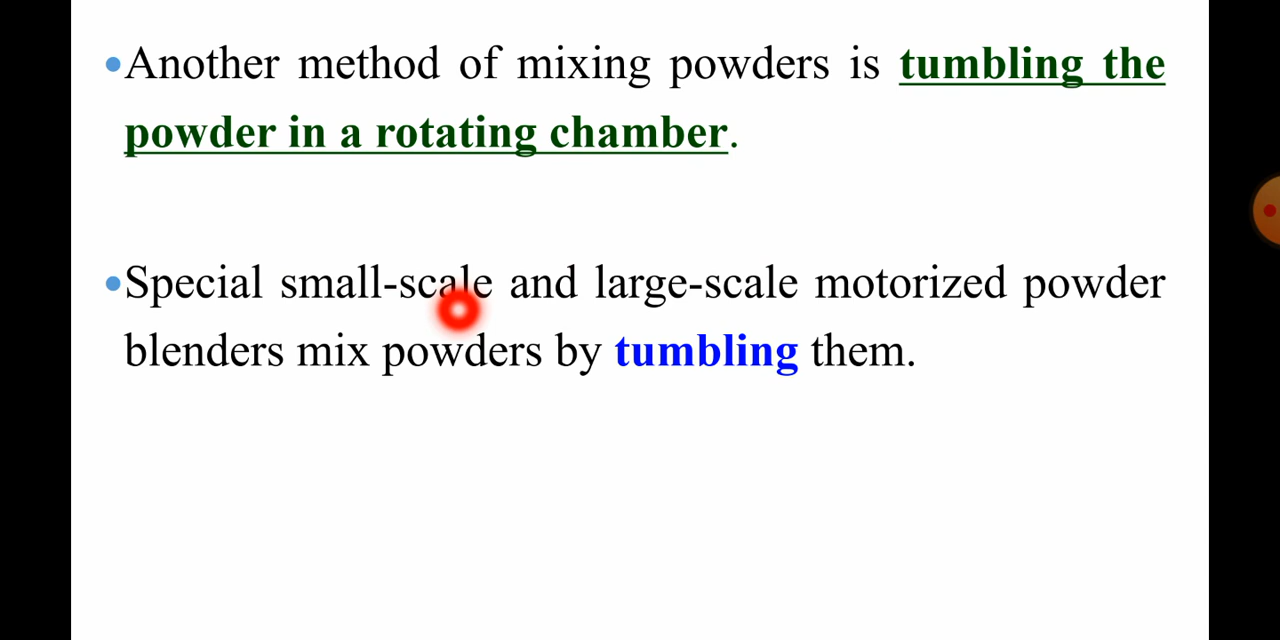 •Another method of mixing powders is tumbling the
powder in a rotating chamber.
•Special small-scale and large-scale motorized powder
blenders mix powders by tumbling them.